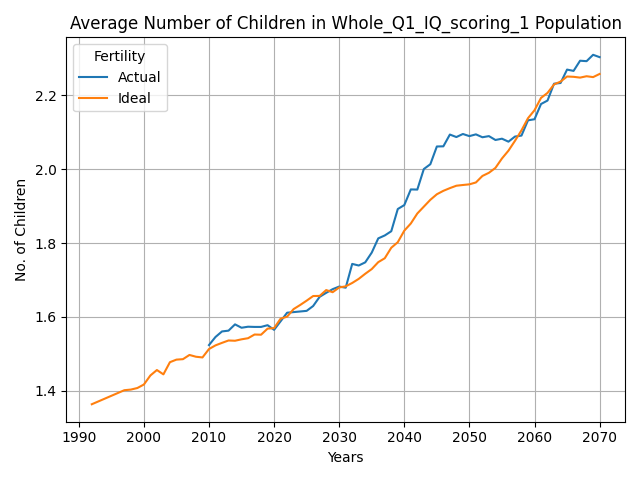 Average Number of Children in Whole_Q1_IQ_scoring_1 Population
Fertility
Actual
Ideal
No. of Children
2.2
2.0
1.8
1.6
1.4
1990 2000 2010 2020 2030 2040 2050 2060 2070
Years